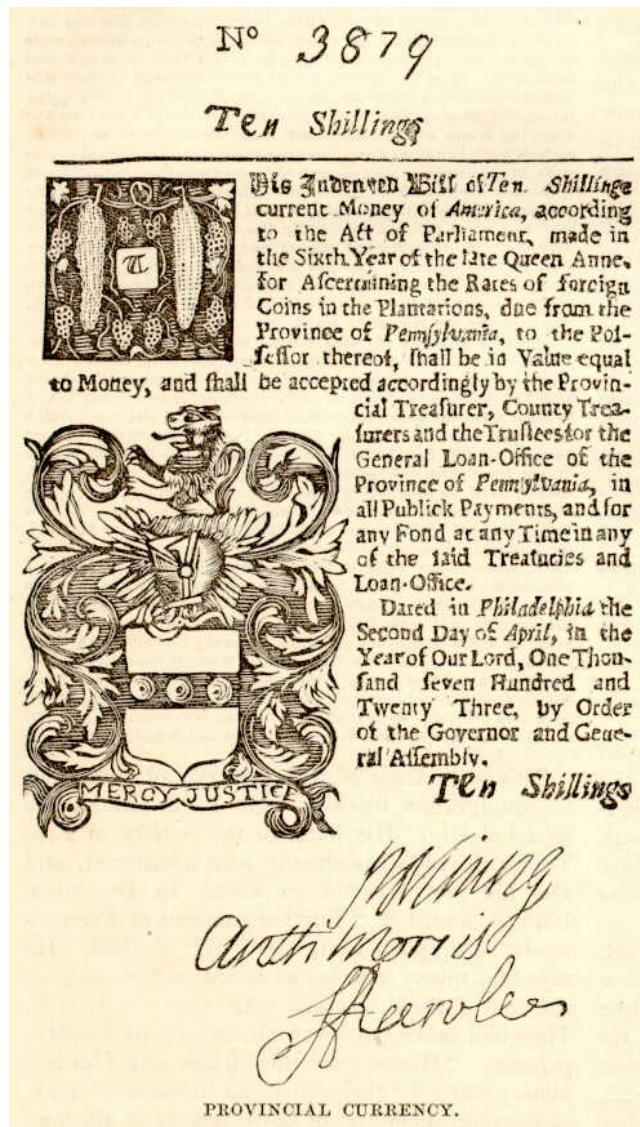 No 3879
Ten Shillings
T
His Indented Bill of Ten Shillings
current Money of America, according
to the Act of Parliament, made in
the Sixth Year of the late Queen Anne,
for Ascertaining the Rates of foreign
Coins in the Plantations, due from the
Province of Pennsylvania, to the Pos-
sessor thereof, shall be in Value equal
to Money, and shall be accepted accordingly by the Provin-
cial Treasurer, County Trea-
surers and the Trustees for the
General Loan-Office of the
Province of Pennsylvania, in
all Publick Payments, and for
any Fond at any Time in any
of the said Treasuries and
Loan-Office.
Dated in Philadelphia the
Second Day of April, in the
Year of Our Lord, One Thou-
sand seven Hundred and
Twenty Three, by Order
of the Governor and Gene-
ral Assembly.
MERCY JUSTICE
Ten Shillings
Anth Morris
PROVINCIAL CURRENCY.